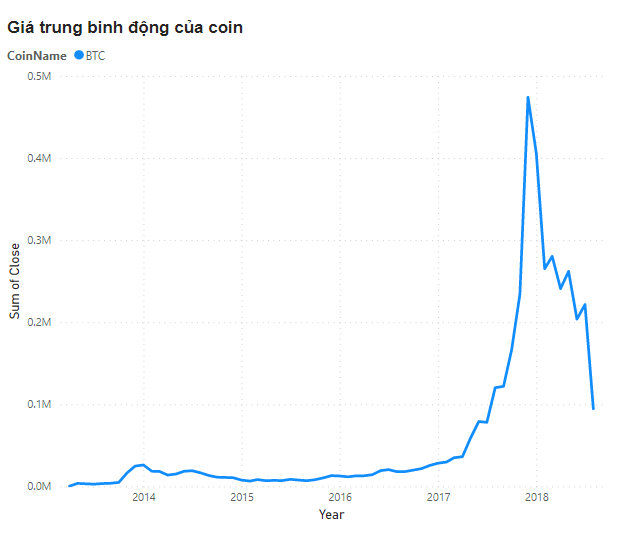 Giá trung bình động của coin
CoinName BTC
0.5M
0.4M
0.3M
0.2M
0.1M
0.0M
Sum of Close
2014 2015 2016 2017 2018
Year